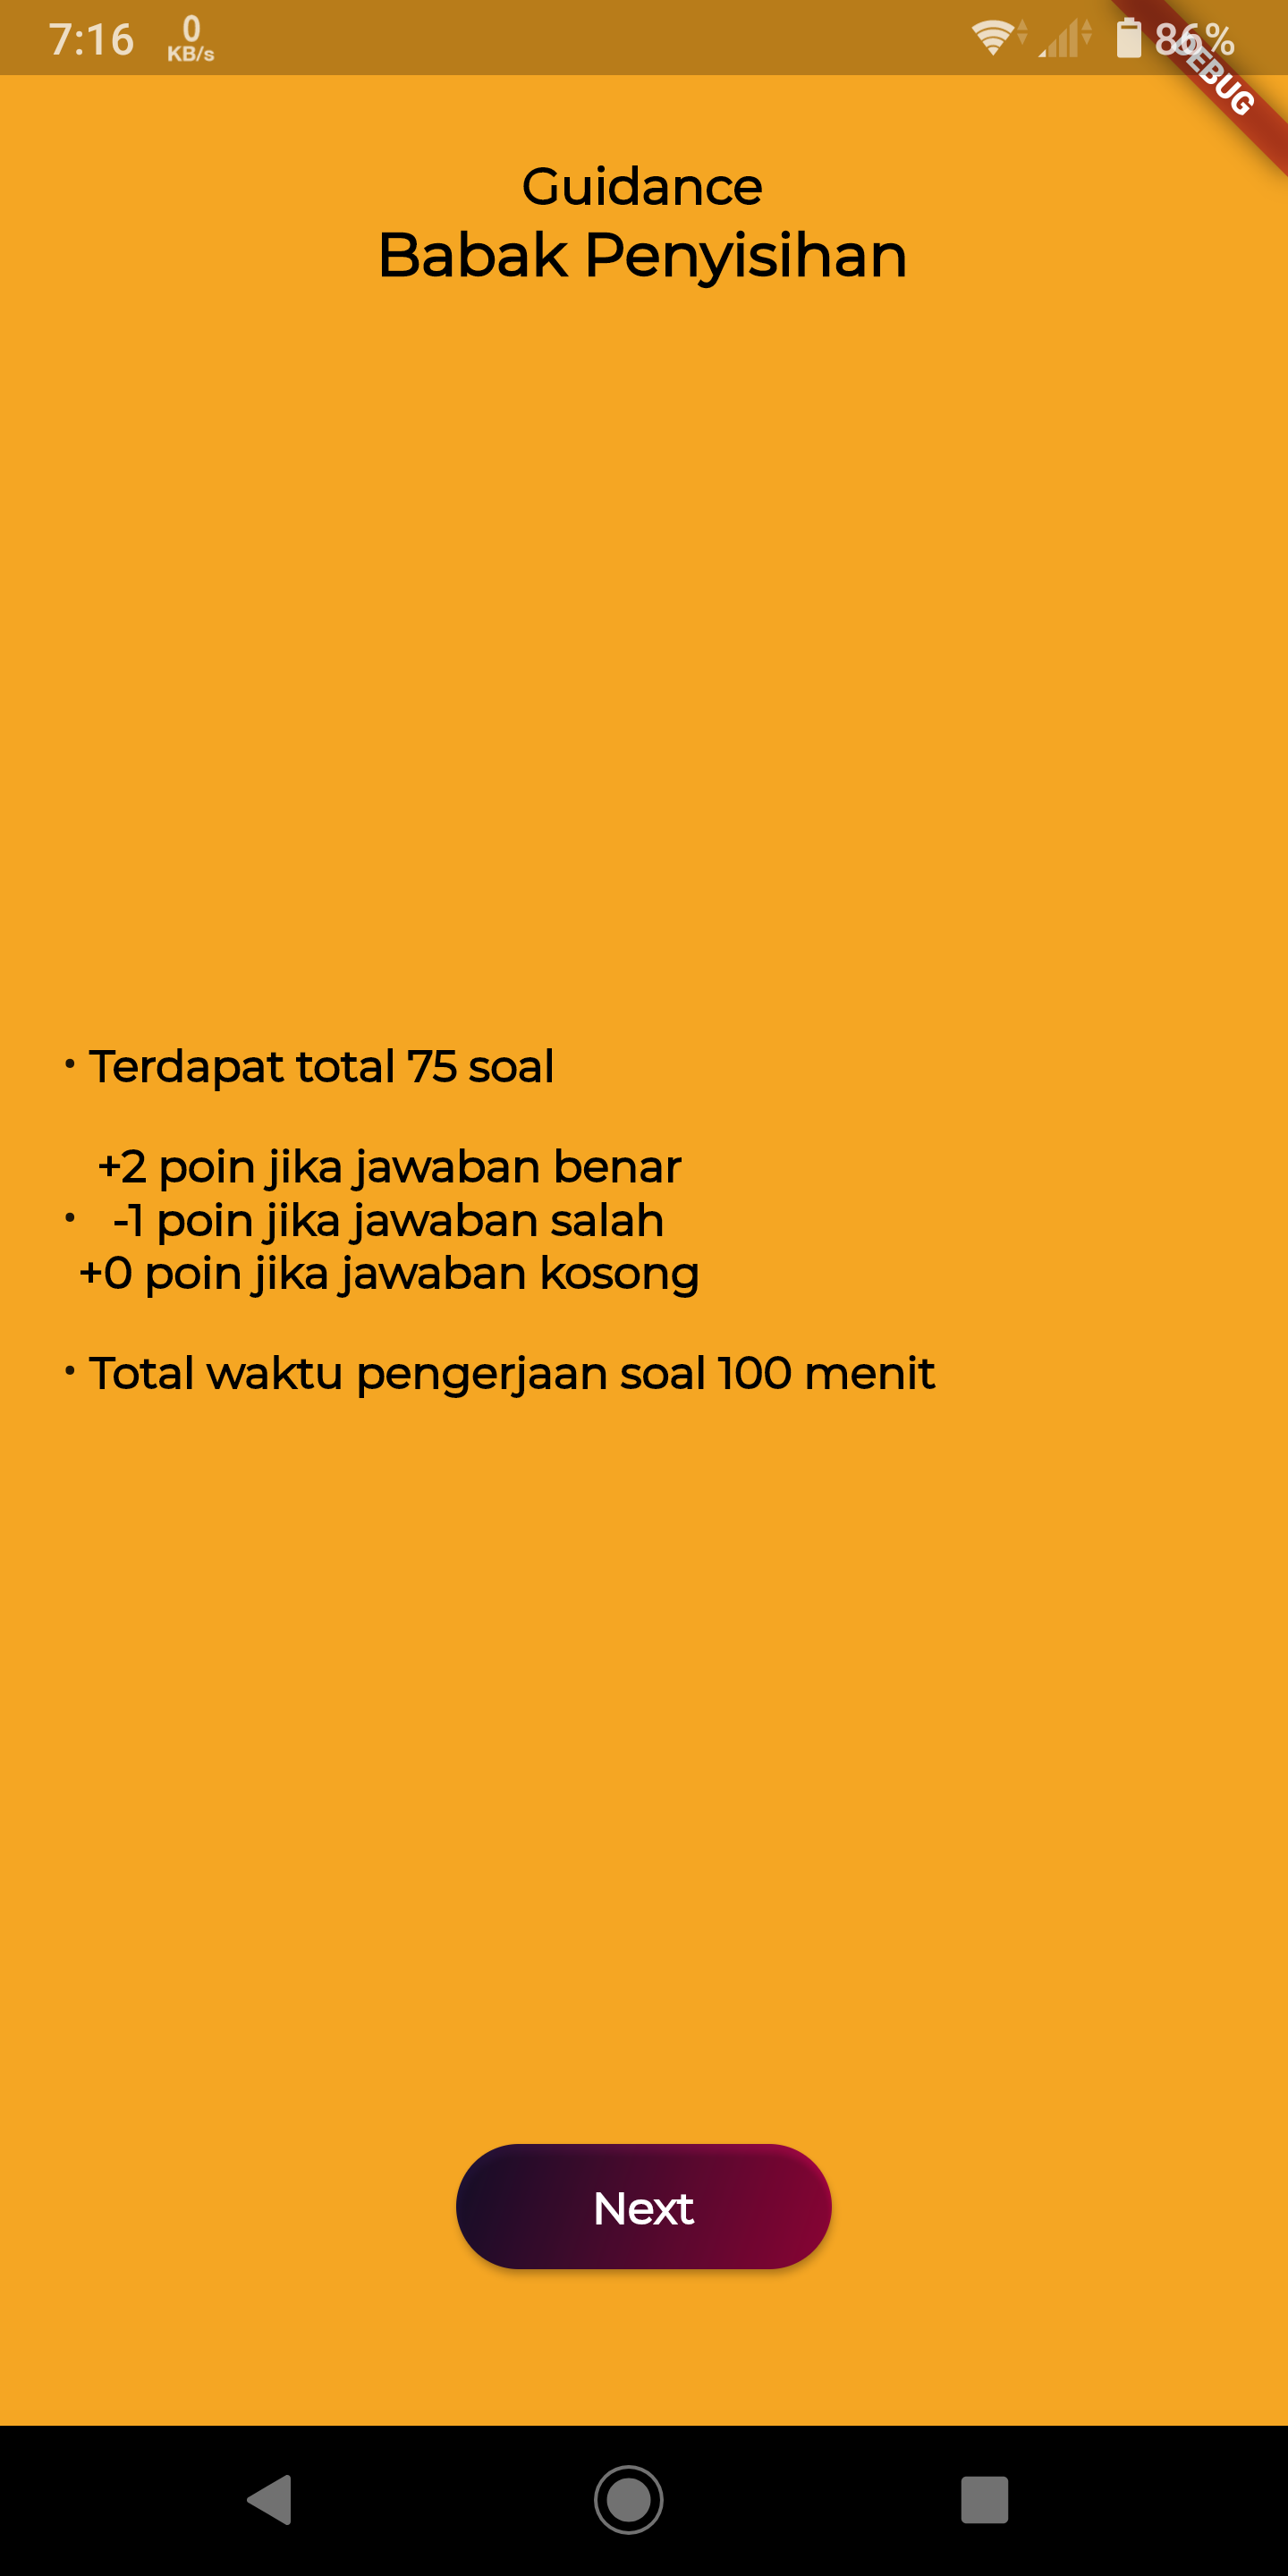 7:16 0 KB/s 86%
DEBUG
Guidance
Babak Penyisihan
• Terdapat total 75 soal
+2 poin jika jawaban benar
• -1 poin jika jawaban salah
+0 poin jika jawaban kosong
• Total waktu pengerjaan soal 100 menit
Next